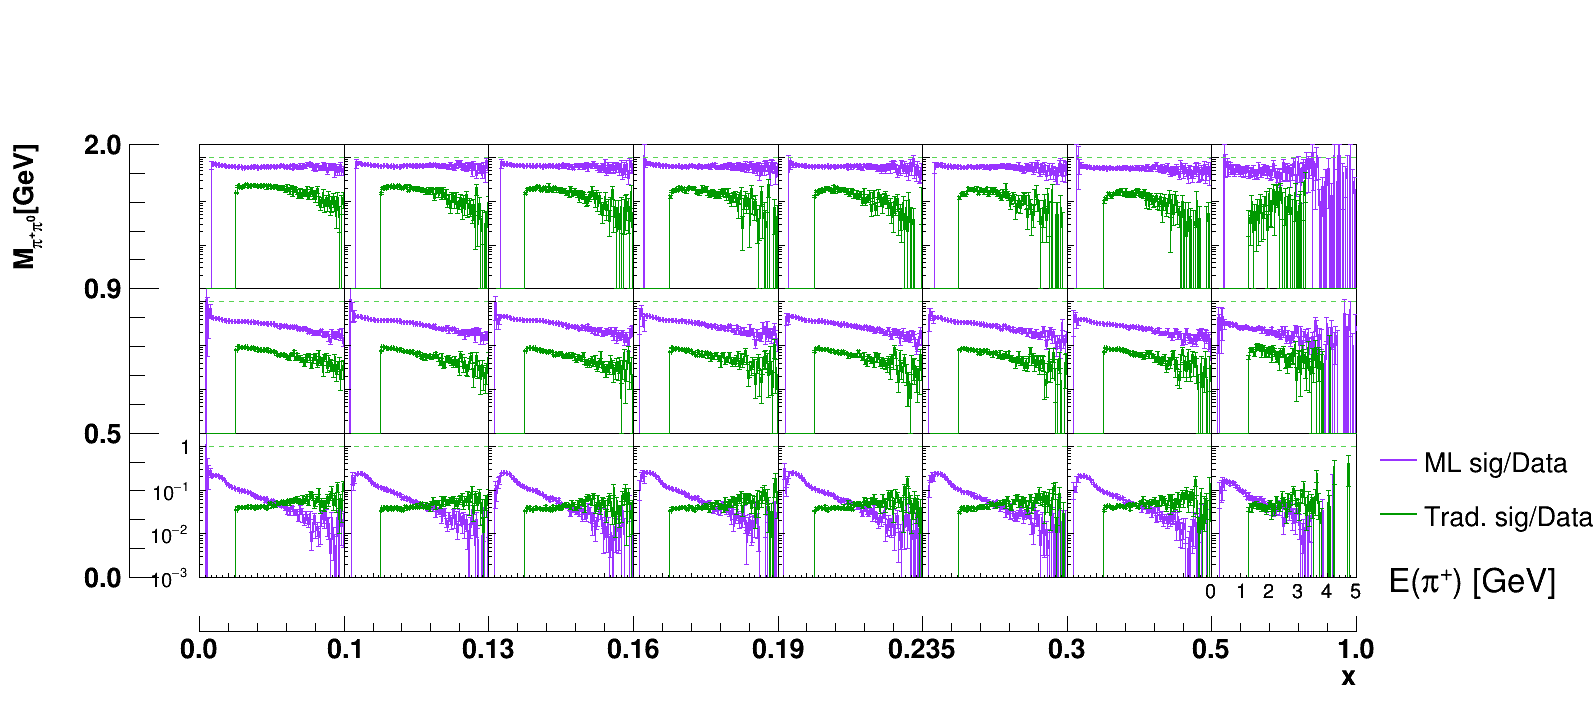 M_{π⁺π⁰}[GeV]
2.0
0.9
0.5
0.0
1
10⁻¹
10⁻²
10⁻³
ML sig/Data
Trad. sig/Data
0 1 2 3 4 5
E(π⁺) [GeV]
0.0 0.1 0.13 0.16 0.19 0.235 0.3 0.5 1.0
x